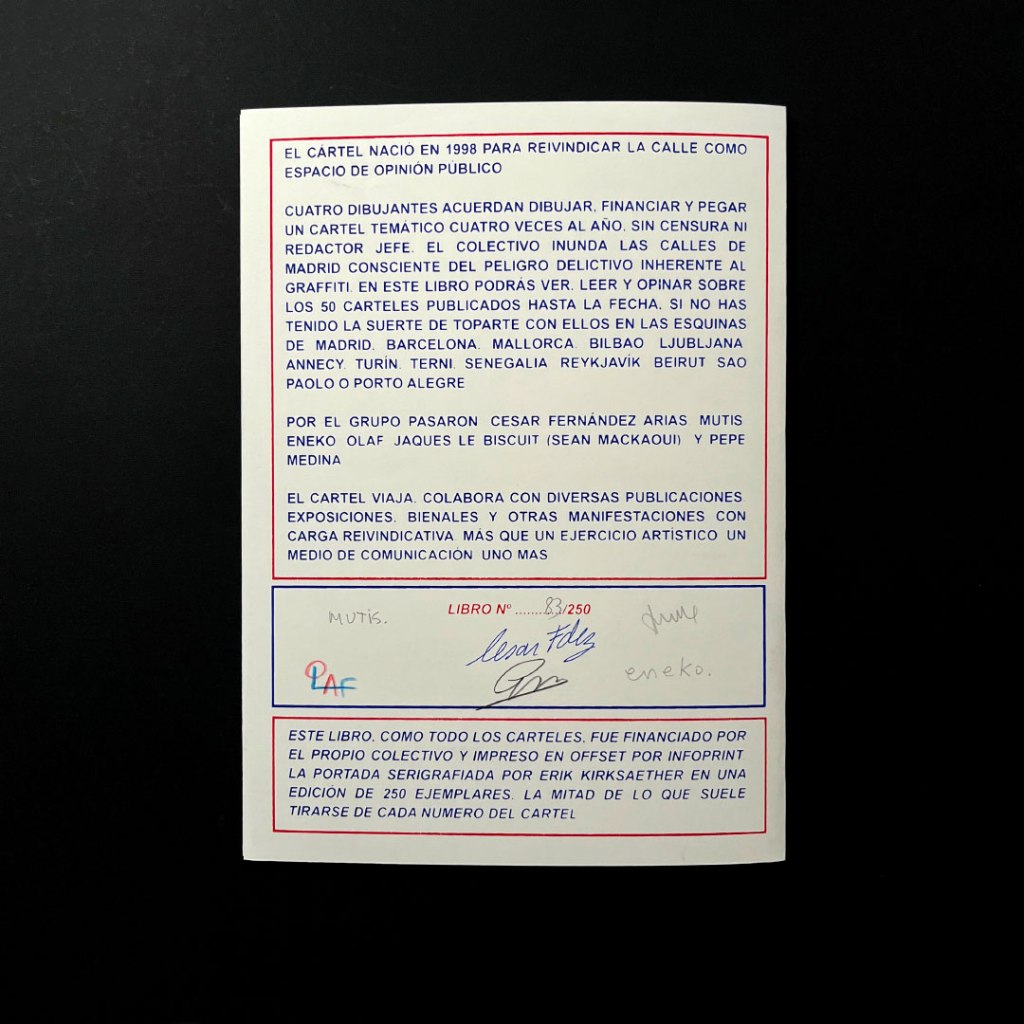 EL CÁRTEL NACIÓ EN 1998 PARA REIVINDICAR LA CALLE COMO
ESPACIO DE OPINIÓN PÚBLICO
CUATRO DIBUJANTES ACUERDAN DIBUJAR, FINANCIAR Y PEGAR
UN CARTEL TEMÁTICO CUATRO VECES AL AÑO, SIN CENSURA NI
REDACTOR JEFE. EL COLECTIVO INUNDA LAS CALLES DE
MADRID CONSCIENTE DEL PELIGRO DELICTIVO INHERENTE AL
GRAFFITI. EN ESTE LIBRO PODRÁS VER, LEER Y OPINAR SOBRE
LOS 50 CARTELES PUBLICADOS HASTA LA FECHA, SI NO HAS
TENIDO LA SUERTE DE TOPARTE CON ELLOS EN LAS ESQUINAS
DE MADRID, BARCELONA, MALLORCA, BILBAO LJUBLJANA
ANNECY, TURÍN, TERNI, SENEGALIA REYKJAVÍK BEIRUT SAO
PAOLO O PORTO ALEGRE
POR EL GRUPO PASARON CESAR FERNÁNDEZ ARIAS MUTIS
ENEKO OLAF JAQUES LE BISCUIT (SEAN MACKAOUI) Y PEPE
MEDINA
EL CARTEL VIAJA, COLABORA CON DIVERSAS PUBLICACIONES
EXPOSICIONES, BIENALES Y OTRAS MANIFESTACIONES CON
CARGA REIVINDICATIVA MÁS QUE UN EJERCICIO ARTÍSTICO UN
MEDIO DE COMUNICACIÓN UNO MAS
LIBRO Nº ........83/250
MUTIS.
Cesar Fdez
OLAF
eneko.
ESTE LIBRO, COMO TODO LOS CARTELES, FUE FINANCIADO POR
EL PROPIO COLECTIVO Y IMPRESO EN OFFSET POR INFOPRINT
LA PORTADA SERIGRAFIADA POR ERIK KIRKSAETHER EN UNA
EDICIÓN DE 250 EJEMPLARES. LA MITAD DE LO QUE SUELE
TIRARSE DE CADA NUMERO DEL CARTEL